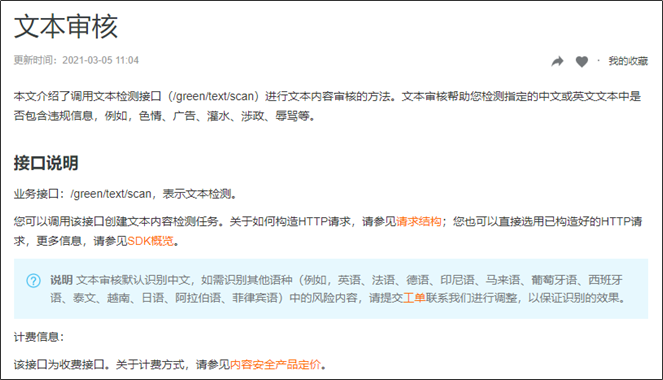 文本审核
更新时间：2021-03-05 11:04
· 我的收藏
本文介绍了调用文本检测接口（/green/text/scan）进行文本内容审核的方法。文本审核帮助您检测指定的中文或英文文本中是
否包含违规信息，例如，色情、广告、灌水、涉政、辱骂等。
接口说明
业务接口：/green/text/scan，表示文本检测。
您可以调用该接口创建文本内容检测任务。关于如何构造HTTP请求，请参见请求结构；您也可以直接选用已构造好的HTTP请
求，更多信息，请参见SDK概览。
说明 文本审核默认识别中文，如需识别其他语种（例如，英语、法语、德语、印尼语、马来语、葡萄牙语、西班牙
语、泰文、越南、日语、阿拉伯语、菲律宾语）中的风险内容，请提交工单联系我们进行调整，以保证识别的效果。
计费信息：
该接口为收费接口。关于计费方式，请参见内容安全产品定价。